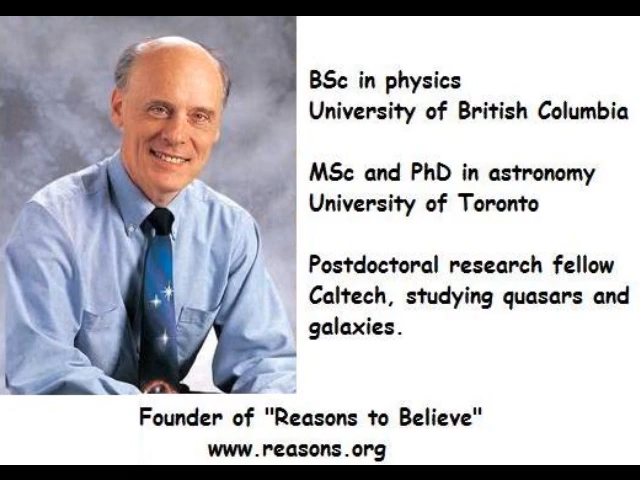 BSc in physics
University of British Columbia
MSc and PhD in astronomy
University of Toronto
Postdoctoral research fellow
Caltech, studying quasars and
galaxies.
Founder of "Reasons to Believe"
www.reasons.org